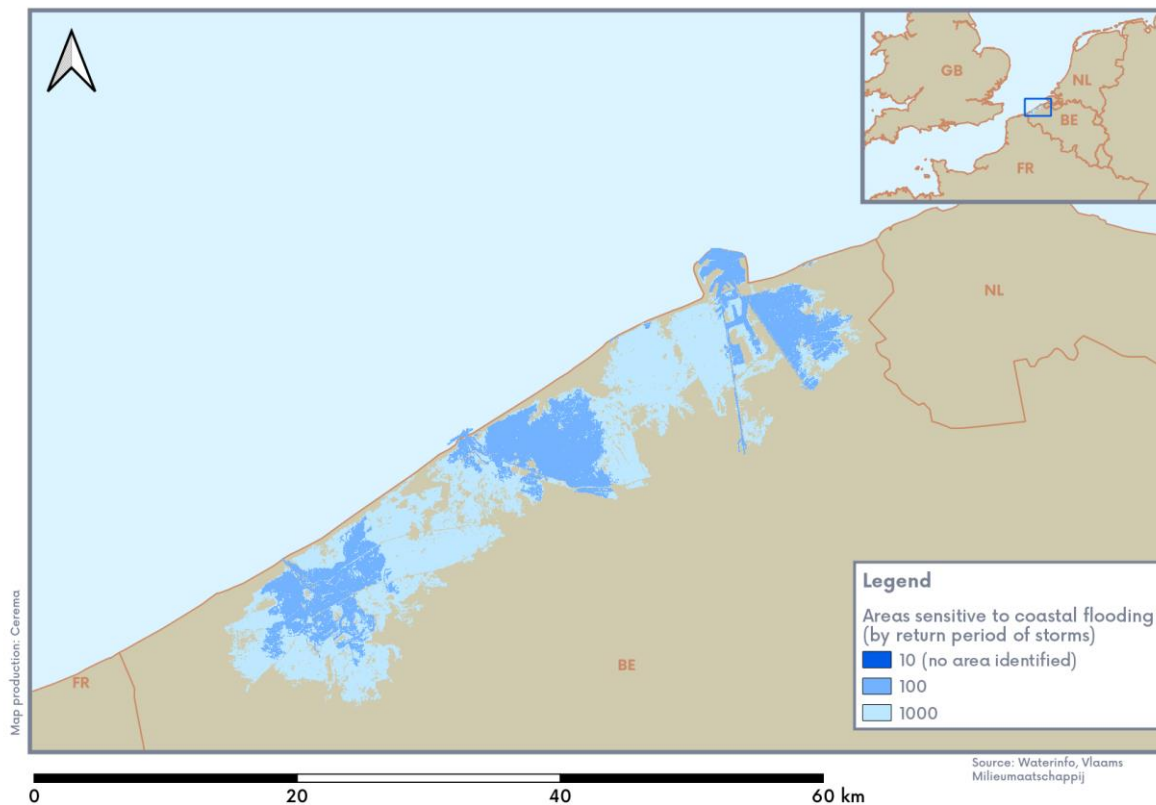 GB
NL
BE
FR
NL
BE
FR
Legend
Areas sensitive to coastal flooding
(by return period of storms)
10 (no area identified)
100
1000
Map production: Cerema
Source: Waterinfo, Vlaams
Milieumaatschappij
0 20 40 60 km